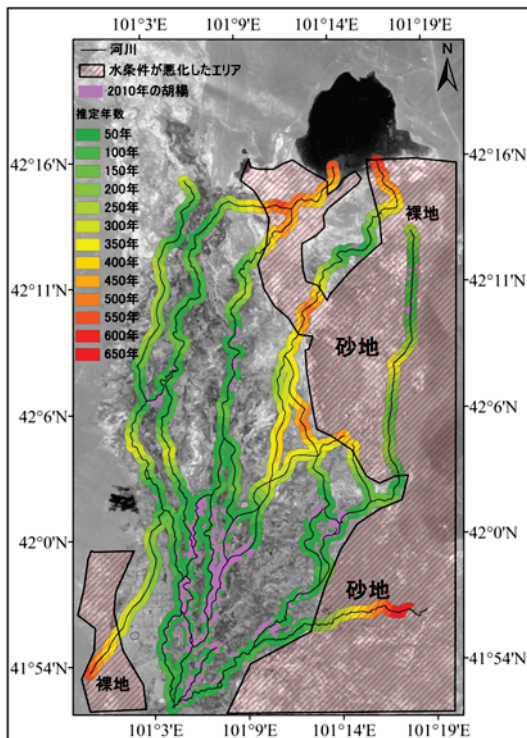 101°3'E 101°9'E 101°14'E 101°19'E
N
河川
水条件が悪化したエリア
2010年の胡楊
推定年数
50年
100年
150年
200年
250年
300年
350年
400年
450年
500年
550年
600年
650年
42°16'N
42°11'N
42°6'N
42°0'N
41°54'N
42°16'N
42°11'N
42°6'N
42°0'N
41°54'N
裸地
砂地
砂地
裸地
101°3'E 101°9'E 101°14'E 101°19'E